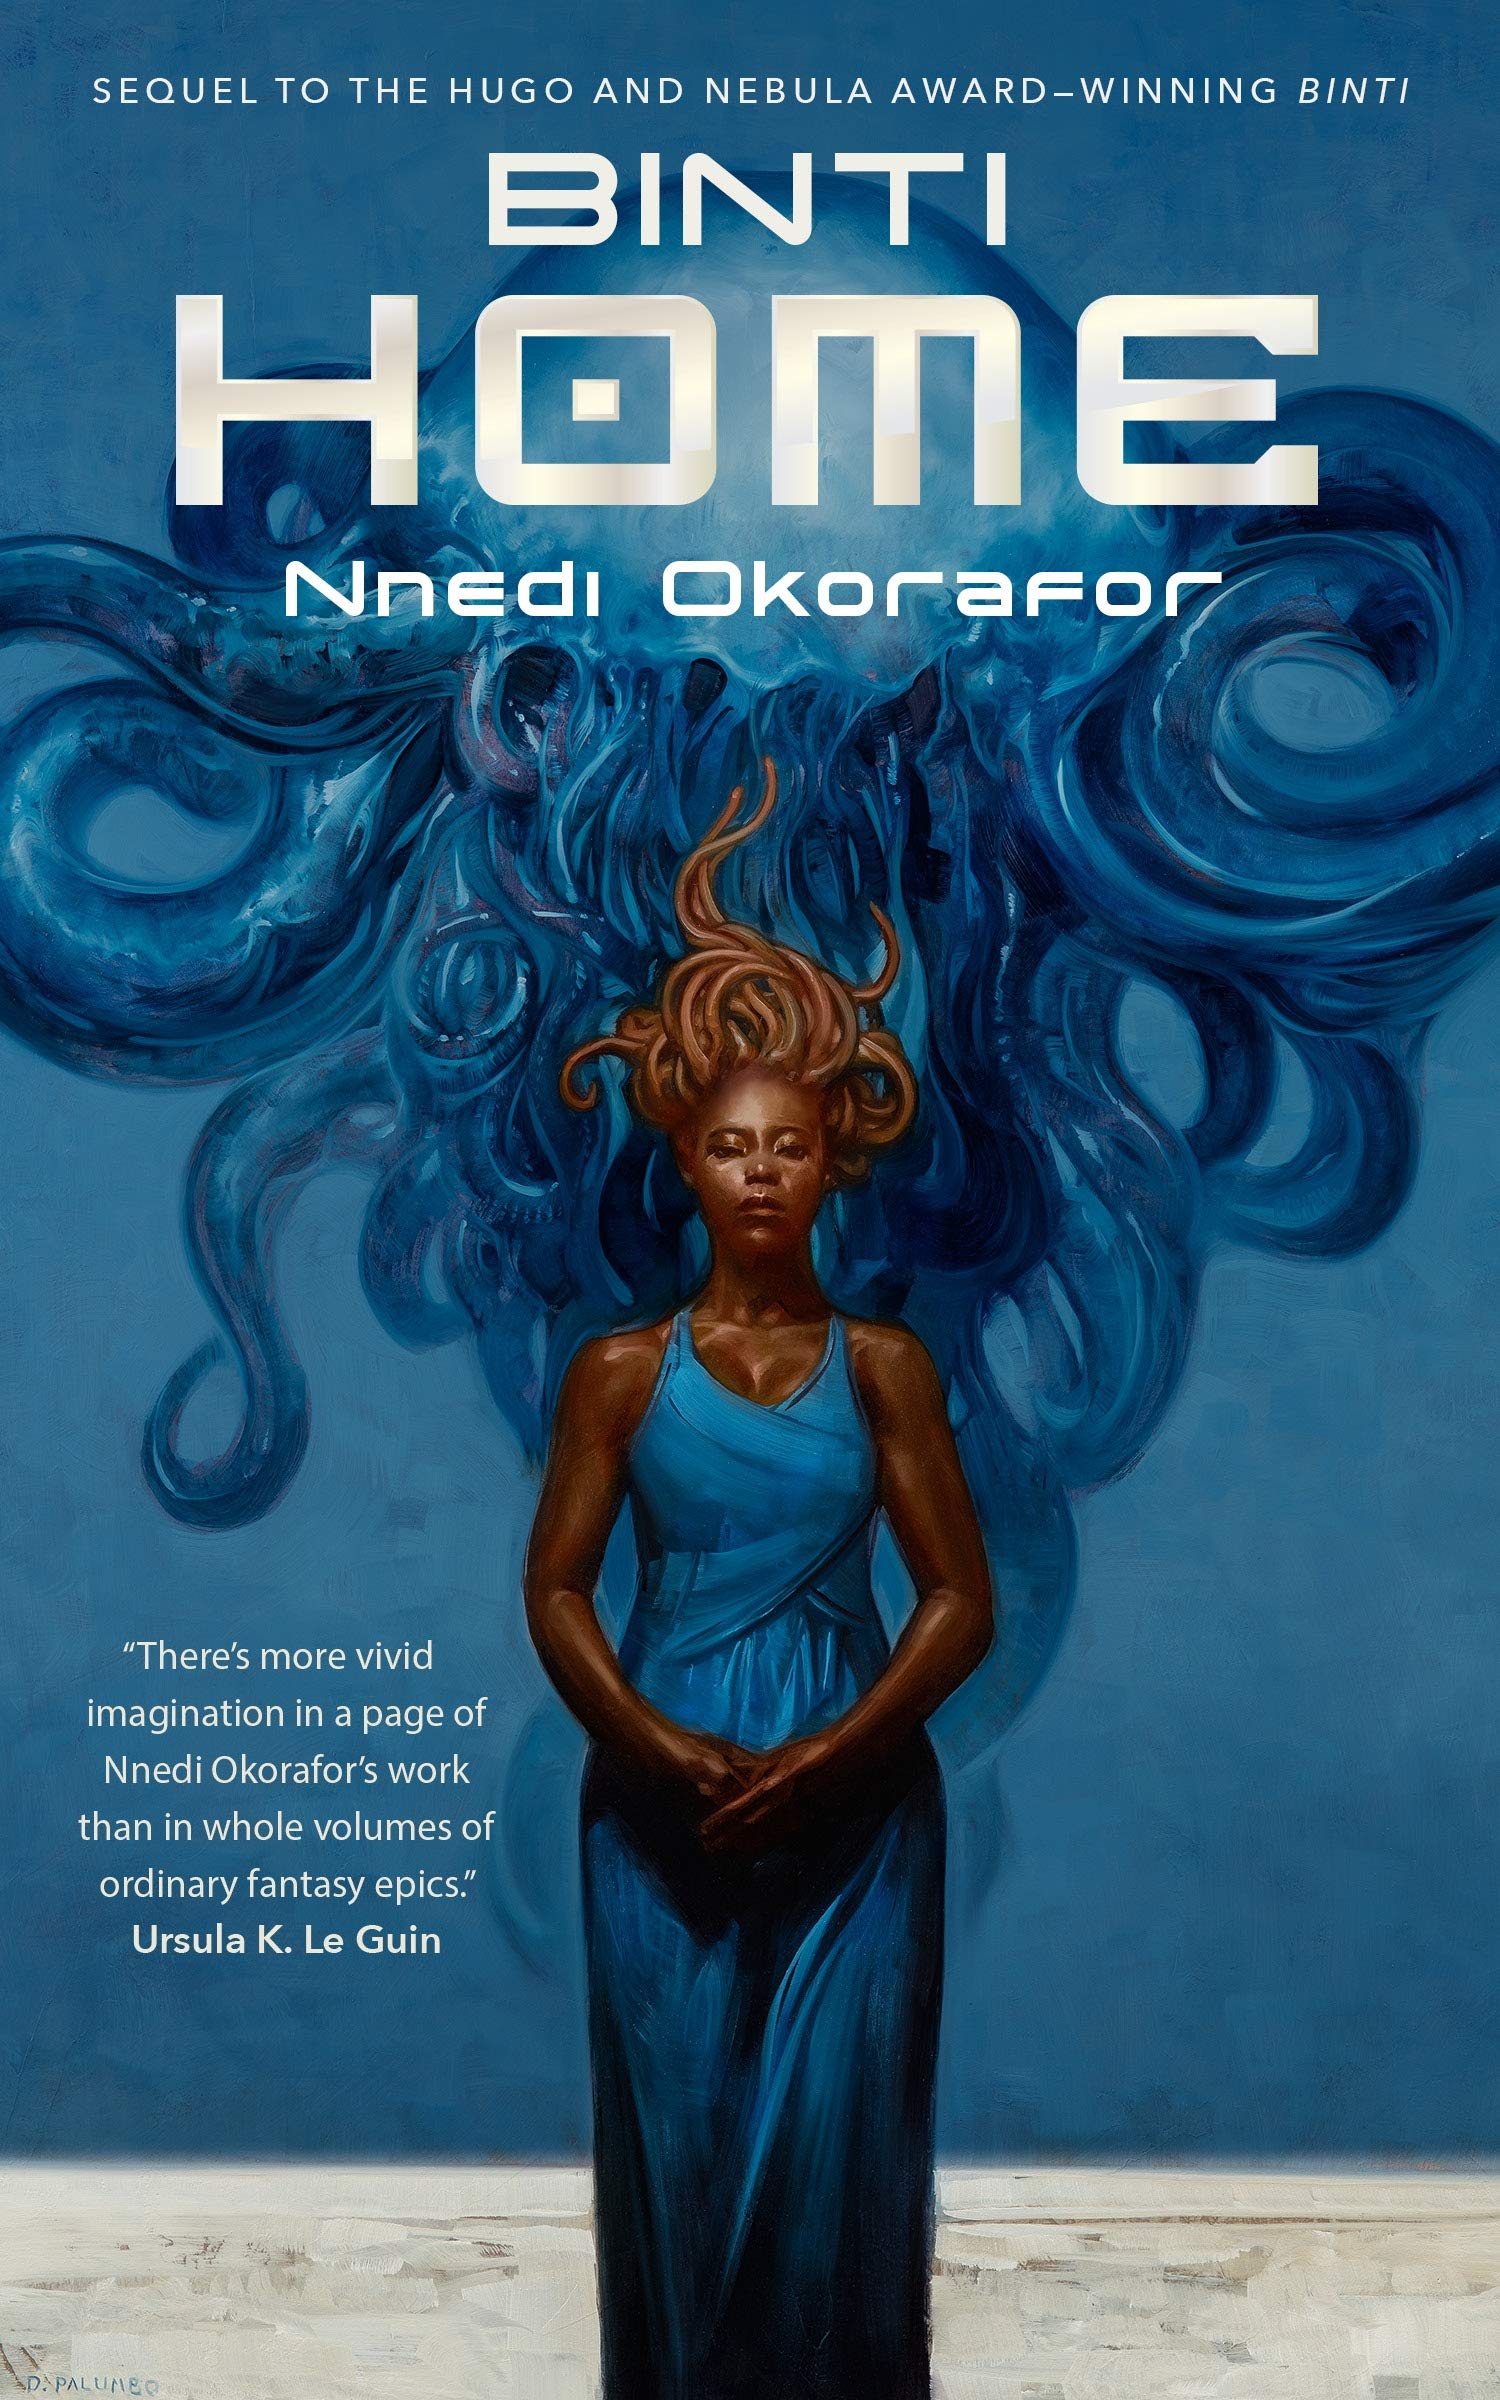 SEQUEL TO THE HUGO AND NEBULA AWARD–WINNING BINTI
BINTI
HOME
Nnedi Okorafor
“There’s more vivid
imagination in a page of
Nnedi Okorafor’s work
than in whole volumes of
ordinary fantasy epics.”
Ursula K. Le Guin
D. PALUMBO